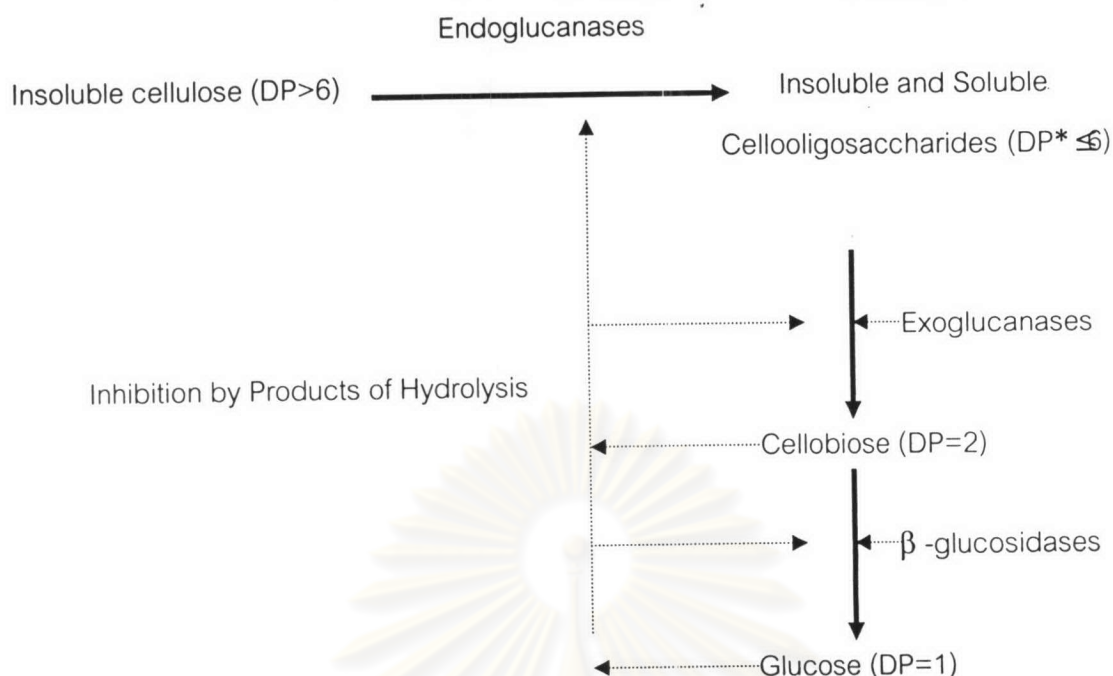 Endoglucanases
Insoluble cellulose (DP>6)
Insoluble and Soluble
Cellooligosaccharides (DP* ≤6)
Exoglucanases
Inhibition by Products of Hydrolysis
Cellobiose (DP=2)
β -glucosidases
Glucose (DP=1)